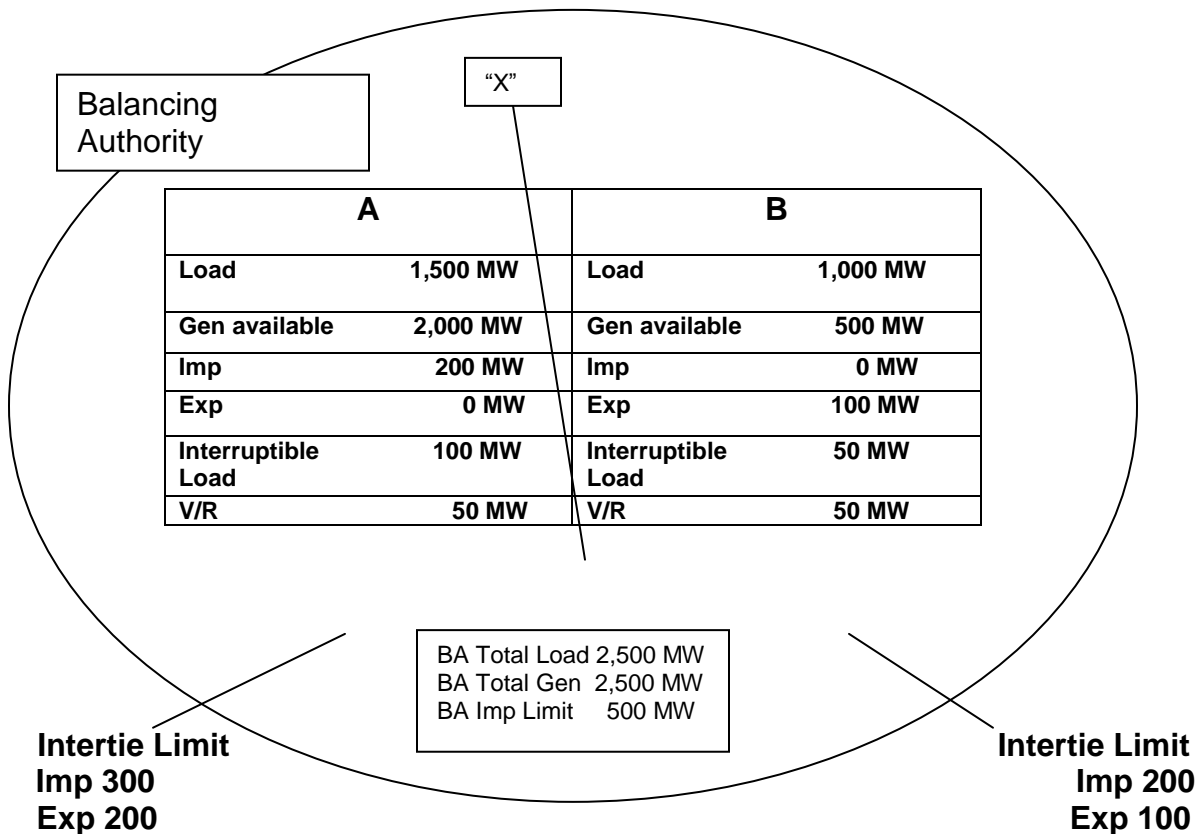 “X”
Balancing
Authority
A B
Load 1,500 MW Load 1,000 MW
Gen available 2,000 MW Gen available 500 MW
Imp 200 MW Imp 0 MW
Exp 0 MW Exp 100 MW
Interruptible 100 MW Interruptible 50 MW
Load Load
V/R 50 MW V/R 50 MW
BA Total Load 2,500 MW
BA Total Gen 2,500 MW
BA Imp Limit 500 MW
Intertie Limit
Imp 300
Exp 200
Intertie Limit
Imp 200
Exp 100